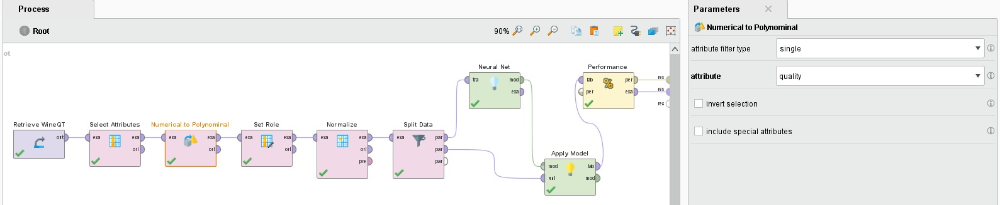 Process
Root
90%
ot
Retrieve WineQT
out
Select Attributes
exa
exa
ori
Numerical to Polynominal
exa
exa
ori
Set Role
exa
exa
ori
Normalize
exa
exa
ori
pre
Split Data
exa
par
par
par
Neural Net
tra
mod
exa
Apply Model
mod
unl
lab
mod
Performance
lab
per
per
exa
res
res
res
Parameters
Numerical to Polynominal
attribute filter type
single
attribute
quality
invert selection
include special attributes